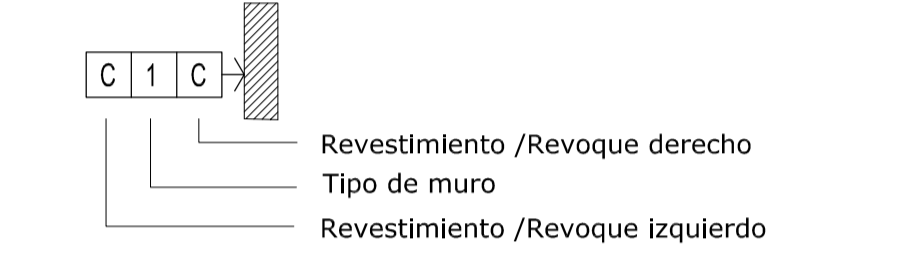 C 1 C
Revestimiento /Revoque derecho
Tipo de muro
Revestimiento /Revoque izquierdo